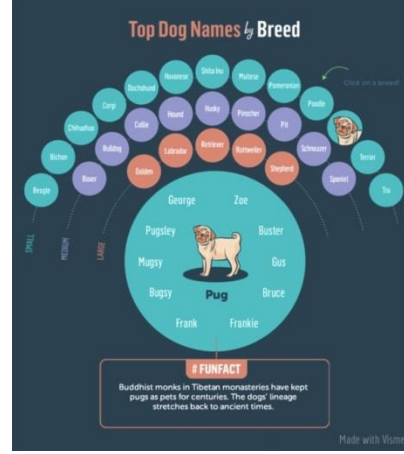 Top Dog Names by Breed
Click on a breed!
Beagle
Bichon
Chihuahua
Corgi
Dachshund
Havanese
Shiba Inu
Maltese
Pomeranian
Poodle
Terrier
Tzu
Boxer
Bulldog
Collie
Hound
Husky
Pinscher
Pit
Schnauzer
Spaniel
Golden
Labrador
Retriever
Rottweiler
Shepherd
SMALL
MEDIUM
LARGE
George Zoe
Pugsley Buster
Mugsy Gus
Pug
Bugsy Bruce
Frank Frankie
# FUNFACT
Buddhist monks in Tibetan monasteries have kept
pugs as pets for centuries. The dogs' lineage
stretches back to ancient times.
Made with Visme